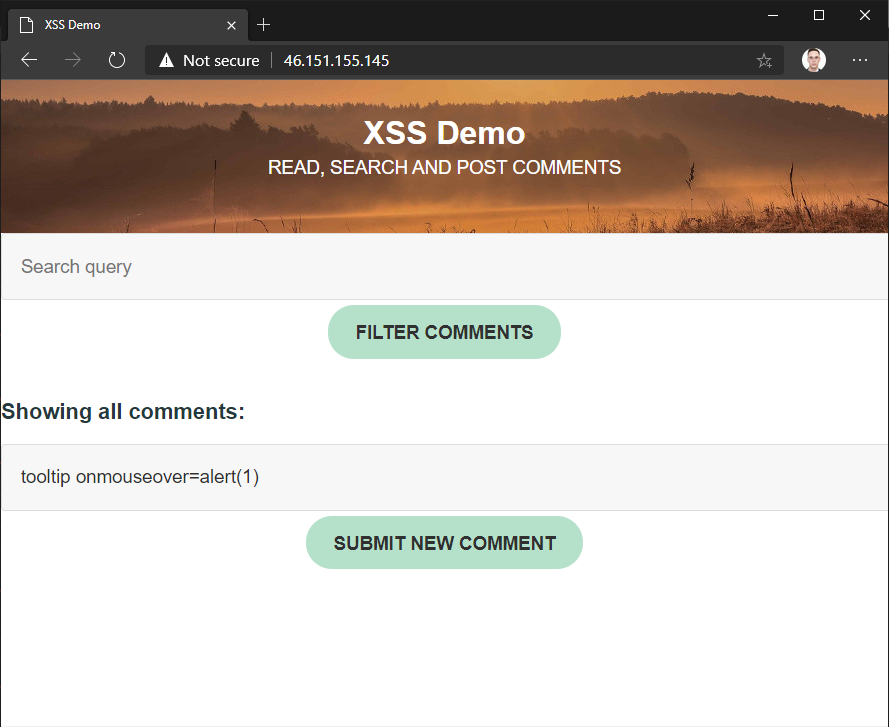 XSS Demo
Not secure
46.151.155.145
XSS Demo
READ, SEARCH AND POST COMMENTS
Search query
FILTER COMMENTS
Showing all comments:
tooltip onmouseover=alert(1)
SUBMIT NEW COMMENT